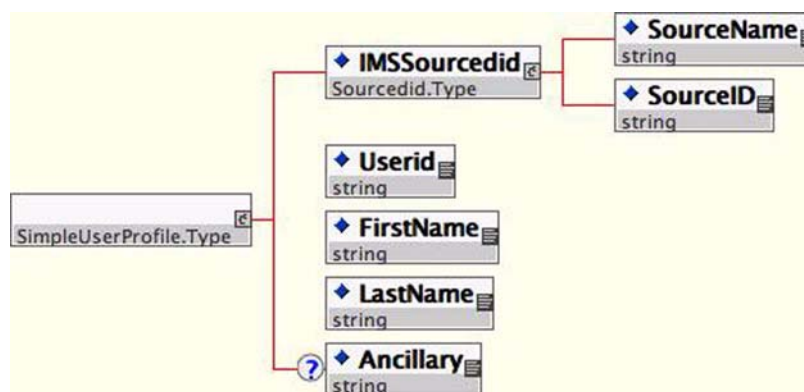 IMSSourcedid
Sourcedid.Type
SourceName
string
SourceID
string
Userid
string
SimpleUserProfile.Type
FirstName
string
LastName
string
? Ancillary
string